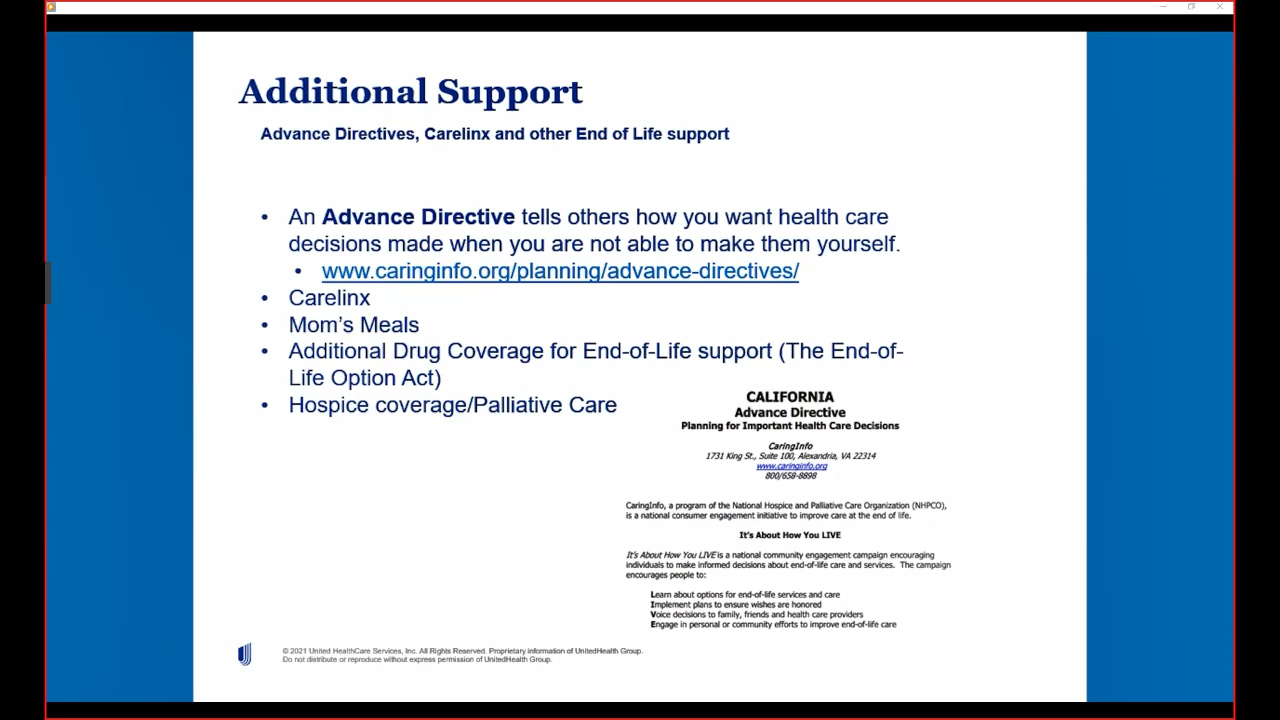 Additional Support
Advance Directives, Carelinx and other End of Life support
• An Advance Directive tells others how you want health care
decisions made when you are not able to make them yourself.
• www.caringinfo.org/planning/advance-directives/
• Carelinx
• Mom's Meals
• Additional Drug Coverage for End-of-Life support (The End-of-
Life Option Act)
• Hospice coverage/Palliative Care
CALIFORNIA
Advance Directive
Planning for Important Health Care Decisions
CaringInfo
1731 King St., Suite 100, Alexandria, VA 22314
www.caringinfo.org
800/658-8898
CaringInfo, a program of the National Hospice and Palliative Care Organization (NHPCO),
is a national consumer engagement initiative to improve care at the end of life.
It's About How You LIVE
It's About How You LIVE is a national community engagement campaign encouraging
individuals to make informed decisions about end-of-life care and services. The campaign
encourages people to:
Learn about options for end-of-life services and care
Implement plans to ensure wishes are honored
Voice decisions to family, friends and health care providers
Engage in personal or community efforts to improve end-of-life care
© 2021 United HealthCare Services, Inc. All Rights Reserved. Proprietary information of UnitedHealth Group.
Do not distribute or reproduce without express permission of UnitedHealth Group.